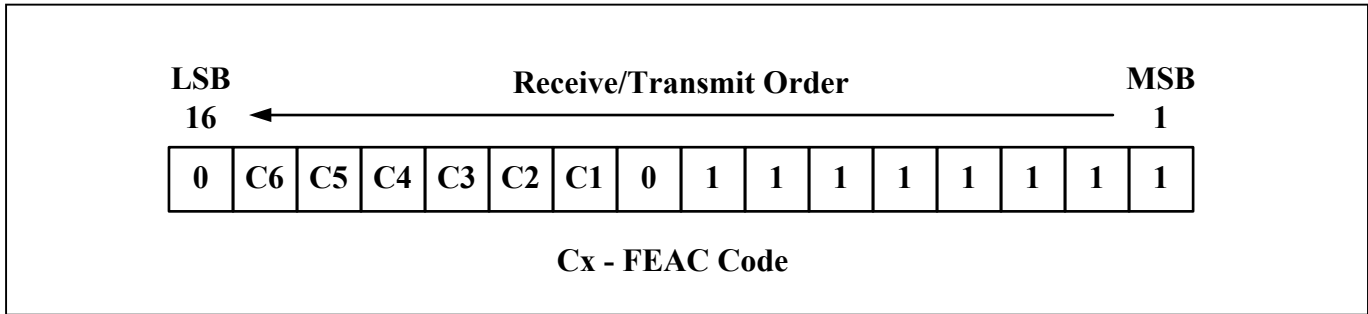 LSB Receive/Transmit Order MSB
16 1
0 C6 C5 C4 C3 C2 C1 0 1 1 1 1 1 1 1 1
Cx - FEAC Code